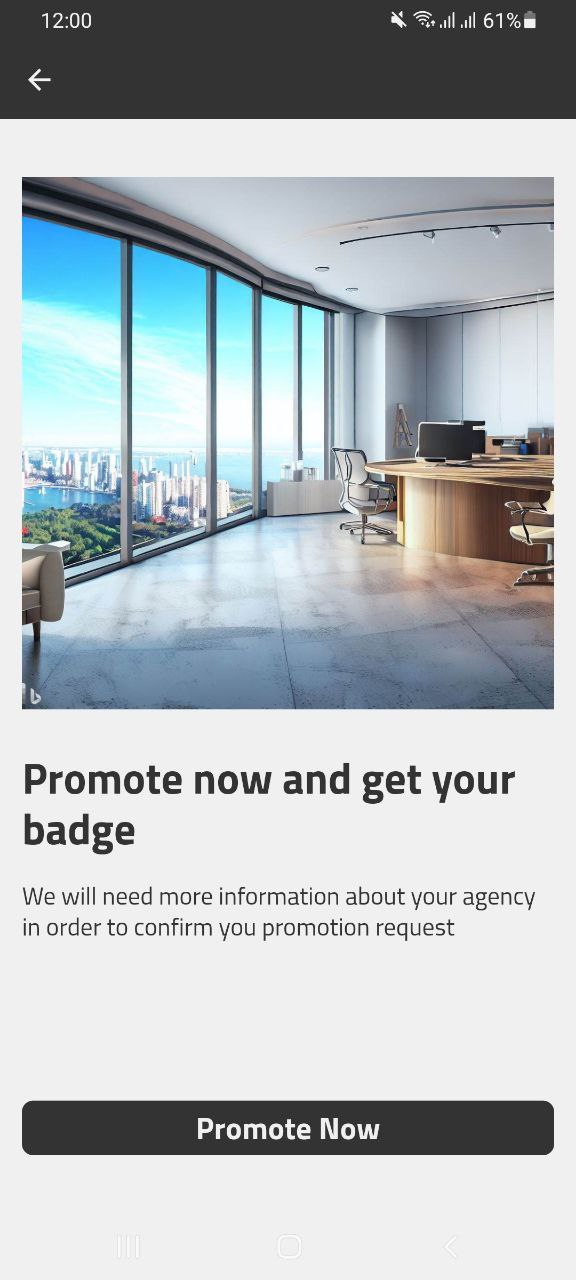 12:00
61%
b
Promote now and get your
badge
We will need more information about your agency
in order to confirm you promotion request
Promote Now